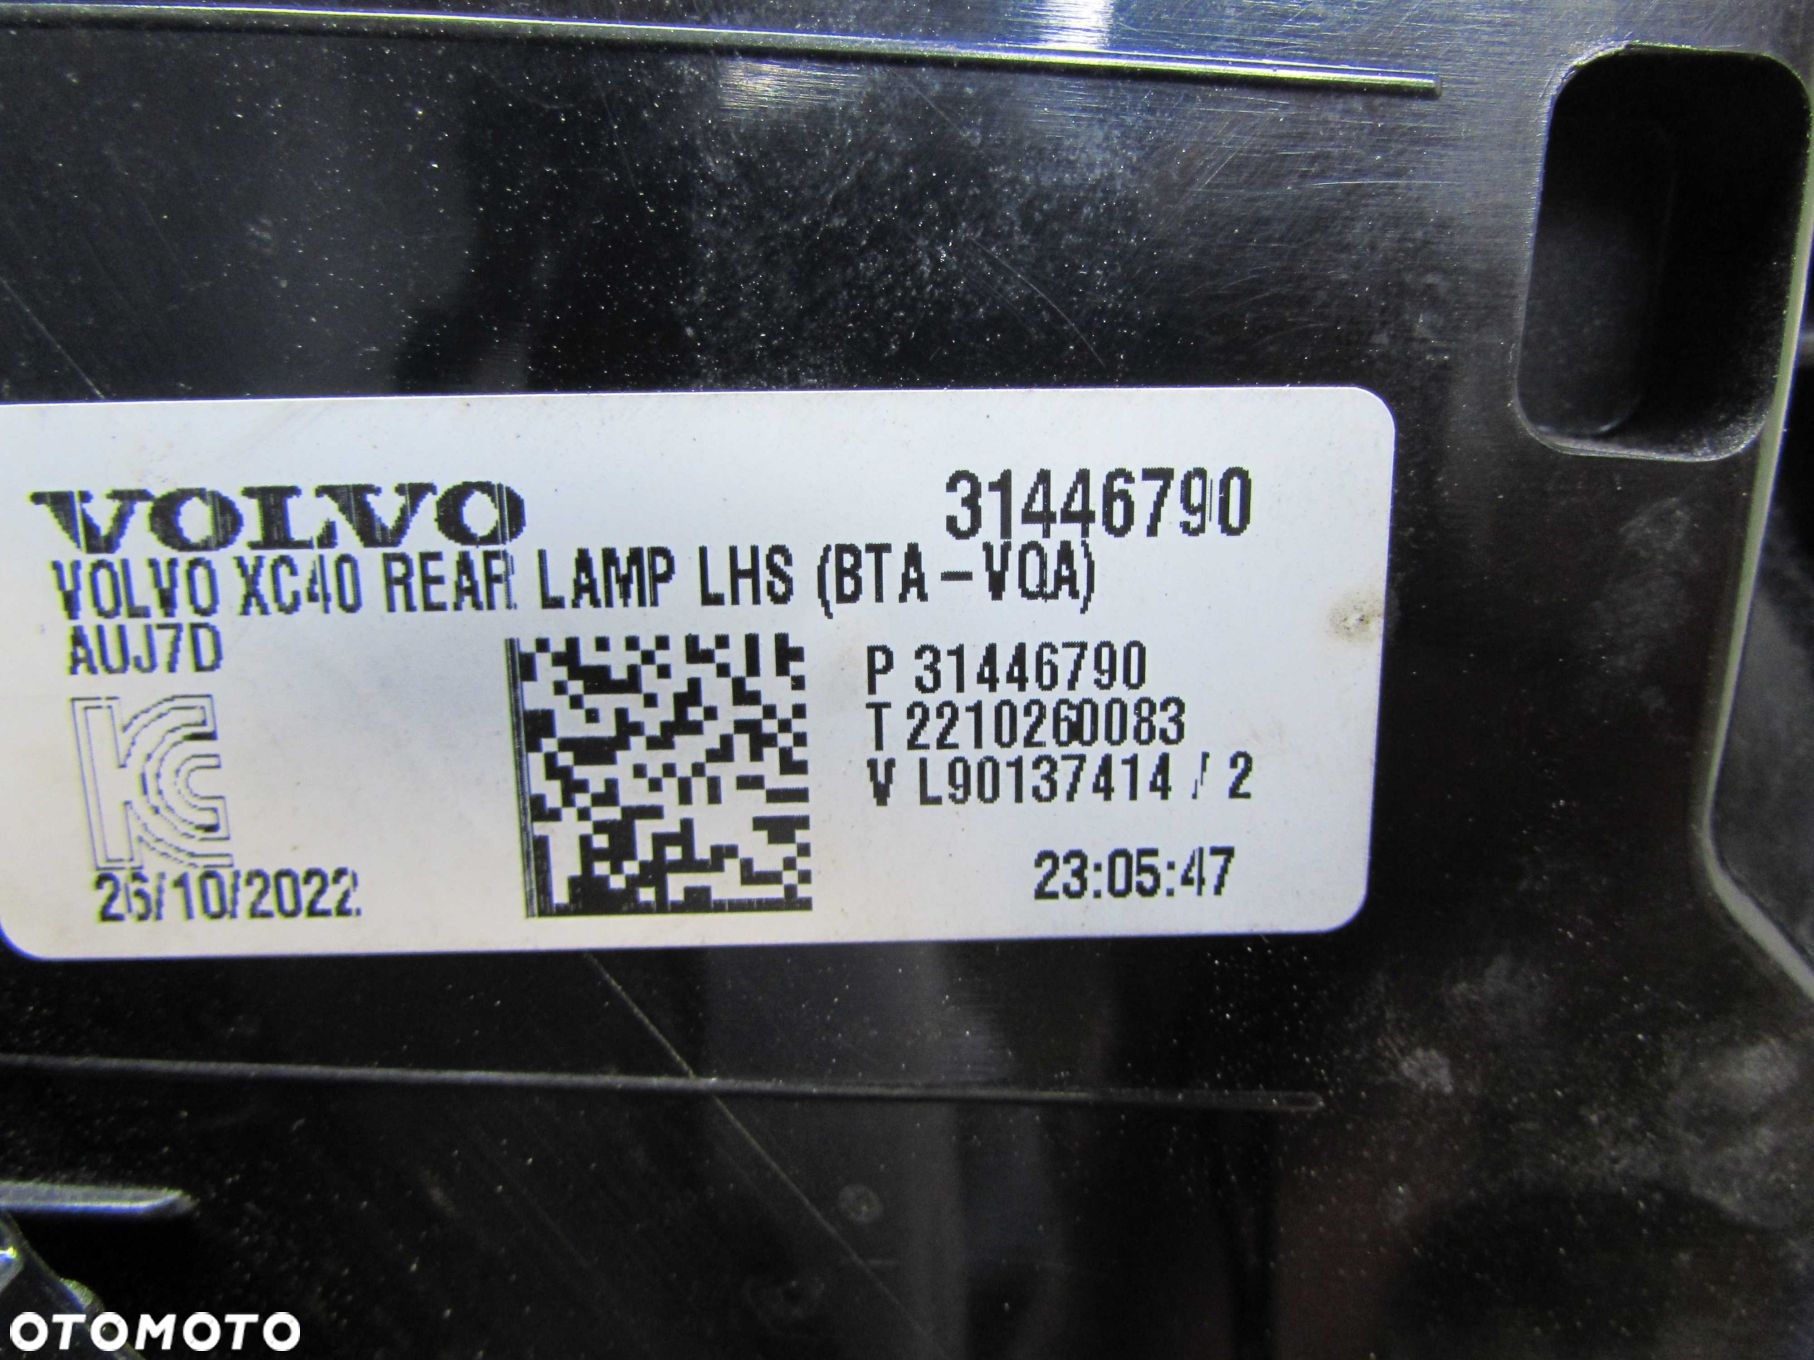 VOLVO 31446790
VOLVO XC40 REAR LAMP LHS (BTA-VQA)
AUJ7D
P 31446790
T 2210260083
V L90137414 / 2
KC
26/10/2022
23:05:47
OTOMOTO